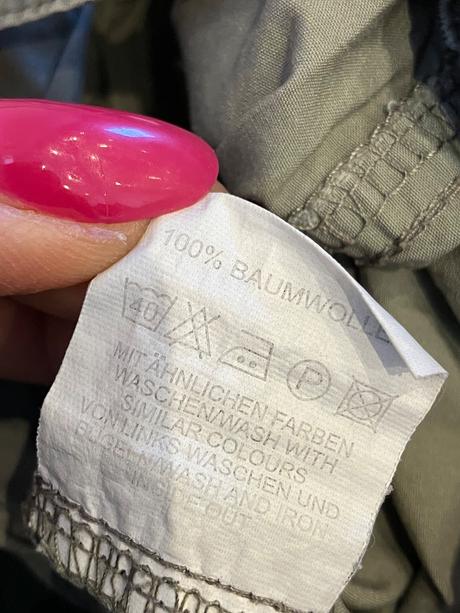 100% BAUMWOLLE
40 P
MIT ÄHNLICHEN FARBEN
WASCHEN/WASH WITH
SIMILAR COLOURS
VON LINKS WASCHEN UND
BÜGELN/WASH AND IRON
INSIDE OUT